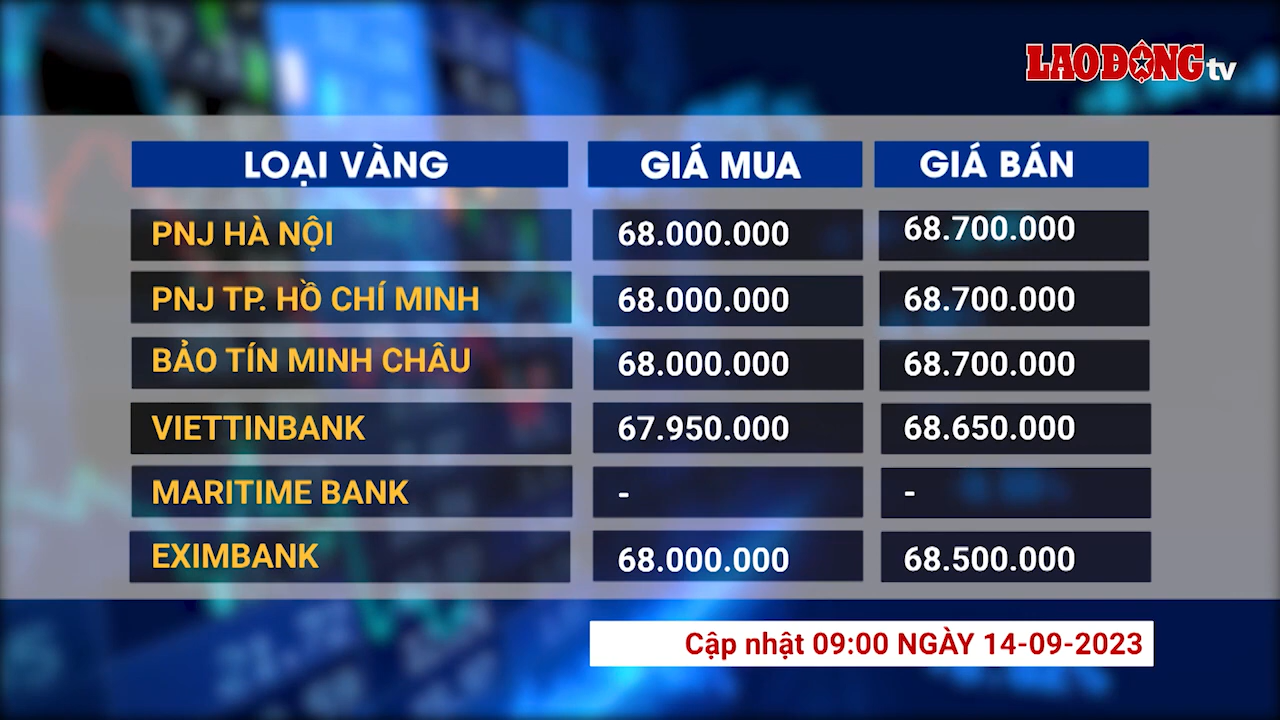 LAO ĐỘNG tv
LOẠI VÀNG GIÁ MUA GIÁ BÁN
PNJ HÀ NỘI 68.000.000 68.700.000
PNJ TP. HỒ CHÍ MINH 68.000.000 68.700.000
BẢO TÍN MINH CHÂU 68.000.000 68.700.000
VIETTINBANK 67.950.000 68.650.000
MARITIME BANK - -
EXIMBANK 68.000.000 68.500.000
Cập nhật 09:00 NGÀY 14-09-2023